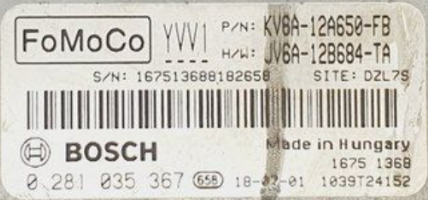 FoMoCo YVV1 P/N: KV6A-12A650-FB
H/W: JV6A-12B684-TA
S/N: 167513688182658 SITE: DZL7S
BOSCH Made in Hungary
1675 1368
0 281 035 367 658 18-07-01 1039T24152